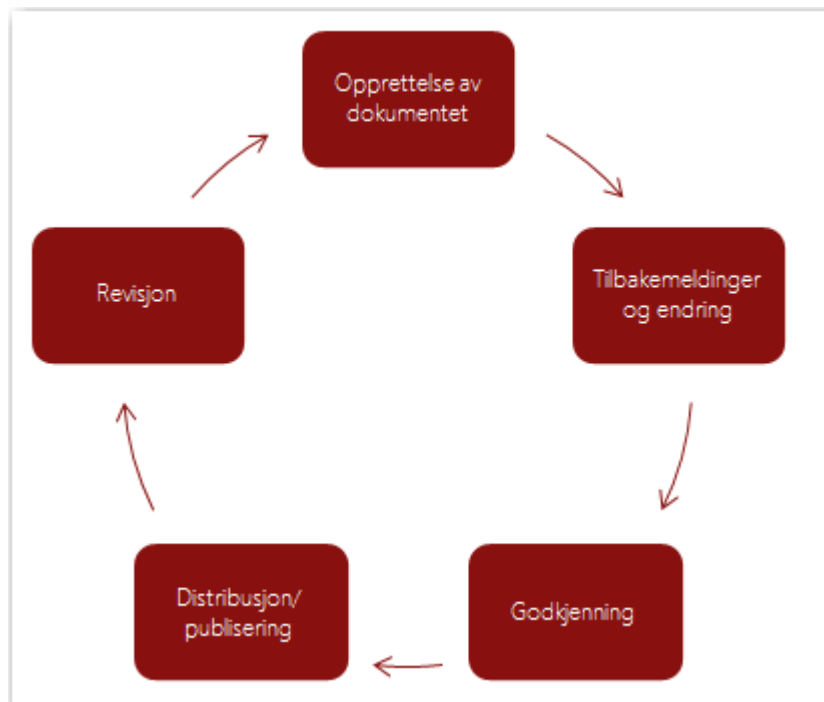 Opprettelse av
dokumentet
Tilbakemeldinger
og endring
Godkjenning
Distribusjon/
publisering
Revisjon